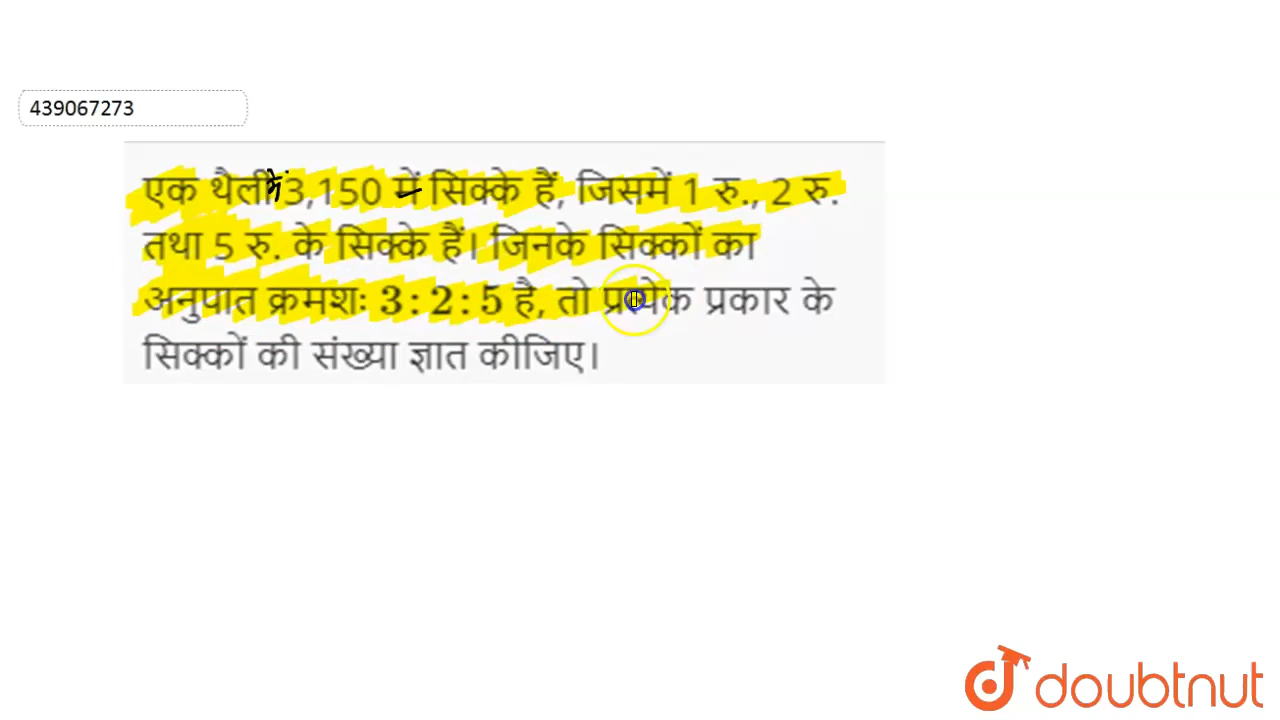 439067273
एक थैली में 3,150 में सिक्के हैं, जिसमें 1 रु., 2 रु.
तथा 5 रु. के सिक्के हैं। जिनके सिक्कों का
अनुपात क्रमशः 3 : 2 : 5 है, तो प्रत्येक प्रकार के
सिक्कों की संख्या ज्ञात कीजिए।
doubtnut